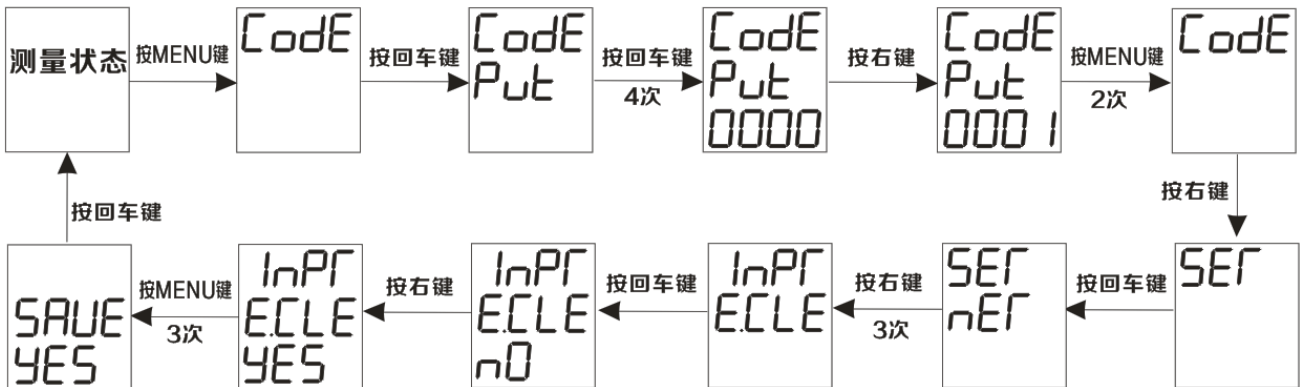 测量状态
按MENU键
CodE
按回车键
CodE
Put
按回车键
4次
CodE
Put
0000
按右键
CodE
Put
0001
按MENU键
2次
CodE
按右键
SET
按回车键
SET
nET
按右键
3次
InPT
E.CLE
按回车键
InPT
E.CLE
nO
按右键
InPT
E.CLE
YES
按MENU键
3次
SAVE
YES
按回车键